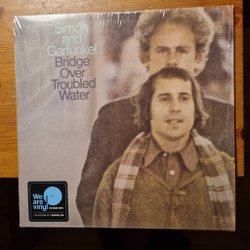 Simon
and
Garfunkel
Bridge
Over
Troubled
Water
We
are
vinyl